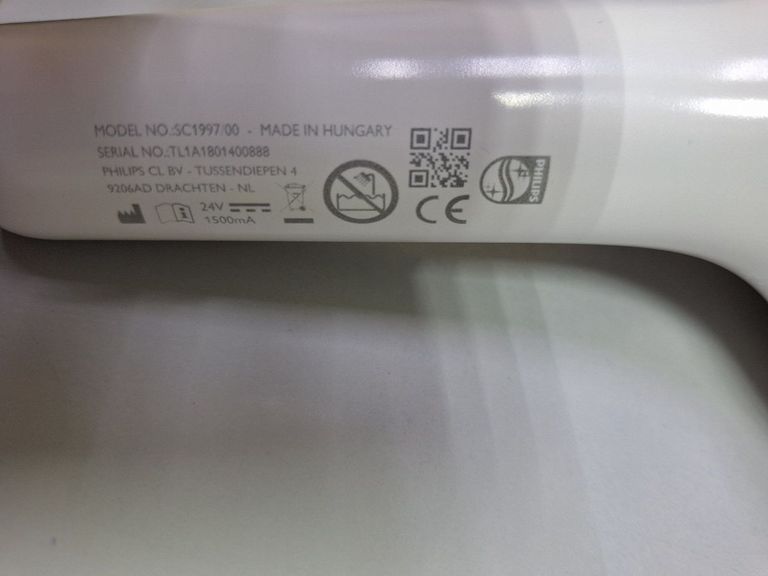 MODEL NO.:SC1997/00 - MADE IN HUNGARY
SERIAL NO.:TL1A1801400888
PHILIPS CL BV - TUSSENDIEPEN 4
9206AD DRACHTEN - NL
24V
1500mA
CE
PHILIPS